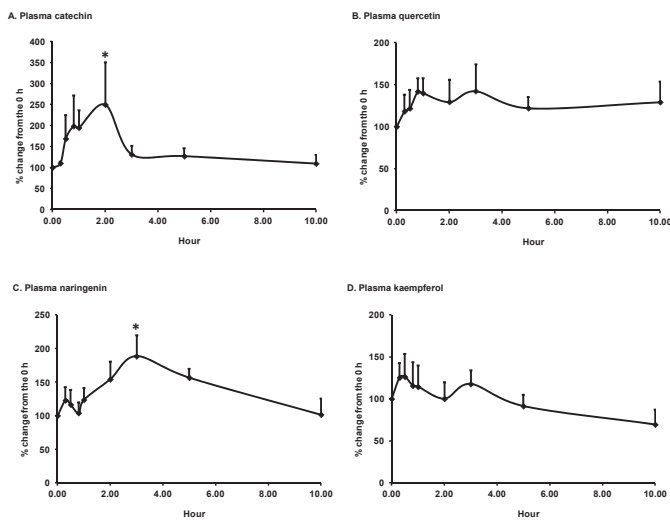 A. Plasma catechin
400
350
*
300
250
200
150
100
50
0
% change from the 0 h
0.00 2.00 4.00 6.00 8.00 10.00
Hour
B. Plasma quercetin
200
150
100
50
0
% change from the 0 h
0.00 2.00 4.00 6.00 8.00 10.00
Hour
C. Plasma naringenin
250
*
200
150
100
50
0
% change from the 0 h
0.00 2.00 4.00 6.00 8.00 10.00
Hour
D. Plasma kaempferol
200
150
100
50
0
% change from the 0 h
0.00 2.00 4.00 6.00 8.00 10.00
Hour